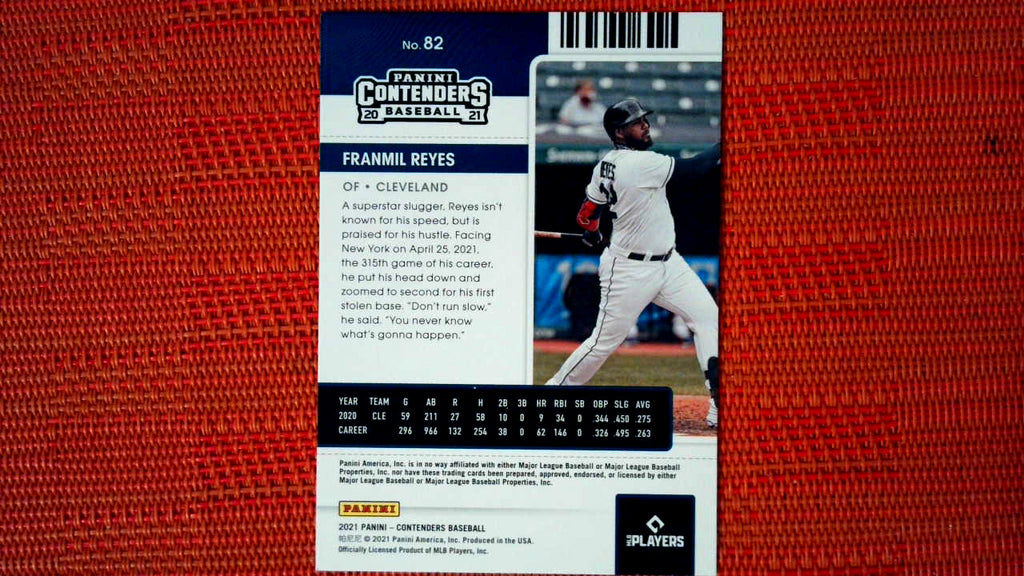 No. 82
PANINI
CONTENDERS
20 BASEBALL 21
FRANMIL REYES
OF • CLEVELAND
A superstar slugger, Reyes isn't
known for his speed, but is
praised for his hustle. Facing
New York on April 25, 2021,
the 315th game of his career,
he put his head down and
zoomed to second for his first
stolen base. "Don't run slow,"
he said. "You never know
what's gonna happen."
REYES
YEAR TEAM G AB R H 2B 3B HR RBI SB OBP SLG AVG
2020 CLE 59 211 27 58 10 0 9 34 0 .344 .450 .275
CAREER 296 966 132 254 38 0 62 146 0 .326 .495 .263
Panini America, Inc. is in no way affiliated with either Major League Baseball or Major League Baseball
Properties, Inc. nor have these trading cards been prepared, approved, endorsed, or licensed by either
Major League Baseball or Major League Baseball Properties, Inc.
PANINI
2021 PANINI – CONTENDERS BASEBALL
帕尼尼 © 2021 Panini America, Inc. Produced in the USA.
Officially Licensed Product of MLB Players, Inc.
MLB PLAYERS